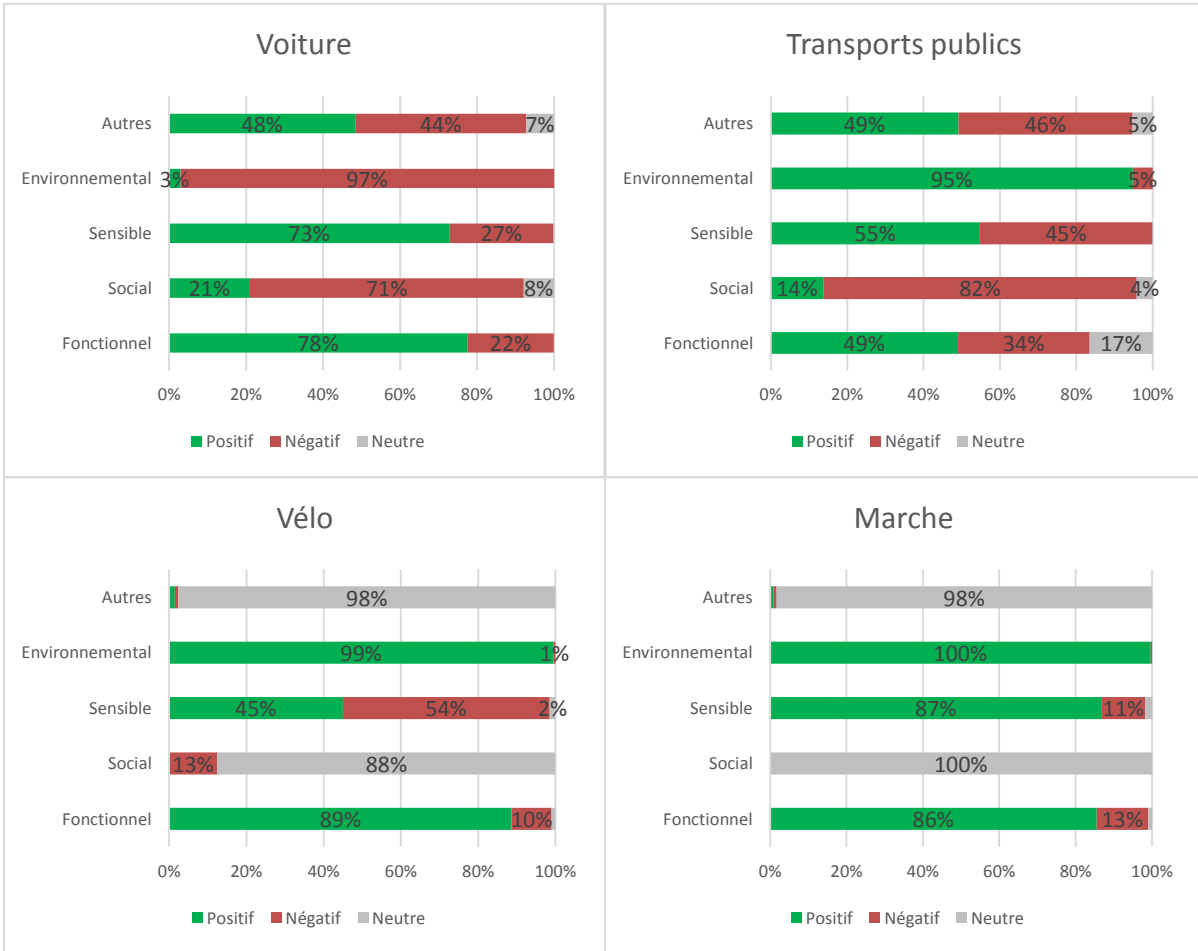 Voiture
Autres 48% 44% 7%
Environnemental 3% 97%
Sensible 73% 27%
Social 21% 71% 8%
Fonctionnel 78% 22%
0% 20% 40% 60% 80% 100%
Positif Négatif Neutre
Transports publics
Autres 49% 46% 5%
Environnemental 95% 5%
Sensible 55% 45%
Social 14% 82% 4%
Fonctionnel 49% 34% 17%
0% 20% 40% 60% 80% 100%
Positif Négatif Neutre
Vélo
Autres 98%
Environnemental 99% 1%
Sensible 45% 54% 2%
Social 13% 88%
Fonctionnel 89% 10%
0% 20% 40% 60% 80% 100%
Positif Négatif Neutre
Marche
Autres 98%
Environnemental 100%
Sensible 87% 11%
Social 100%
Fonctionnel 86% 13%
0% 20% 40% 60% 80% 100%
Positif Négatif Neutre